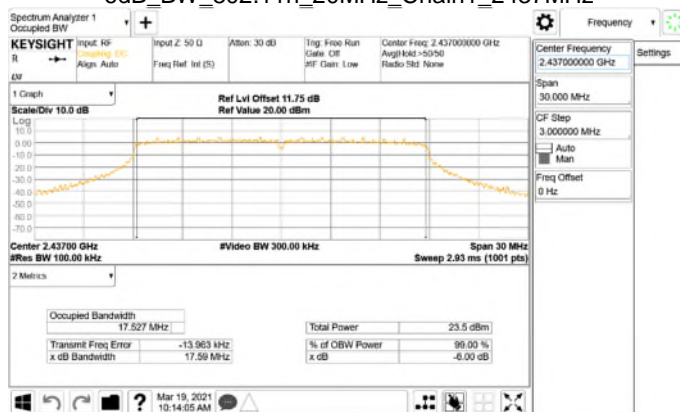 6dB_BW_802.11n_20MHz_Chain1_2437MHz
Spectrum Analyzer 1
Occupied BW
Frequency
KEYSIGHT
R
Input: RF
Coupling: DC
Align: Auto
Input Z: 50 Ω
Freq Ref: Int (S)
Atten: 30 dB
Trig: Free Run
Gate: Off
#IF Gain: Low
Center Freq: 2.437000000 GHz
Avg|Hold:>50/50
Radio Std: None
Center Frequency
2.437000000 GHz
Settings
Span
30.000 MHz
CF Step
3.000000 MHz
Auto
Man
Freq Offset
0 Hz
1 Graph
Scale/Div 10.0 dB
Ref Lvl Offset 11.75 dB
Ref Value 20.00 dBm
Log
10.0
0.00
-10.0
-20.0
-30.0
-40.0
-50.0
-60.0
-70.0
Center 2.43700 GHz
#Res BW 100.00 kHz
#Video BW 300.00 kHz
Span 30 MHz
Sweep 2.93 ms (1001 pts)
2 Metrics
Occupied Bandwidth
17.527 MHz
Total Power
23.5 dBm
Transmit Freq Error
-13.963 kHz
% of OBW Power
99.00 %
x dB Bandwidth
17.59 MHz
x dB
-6.00 dB
?
Mar 19, 2021
10:14:05 AM